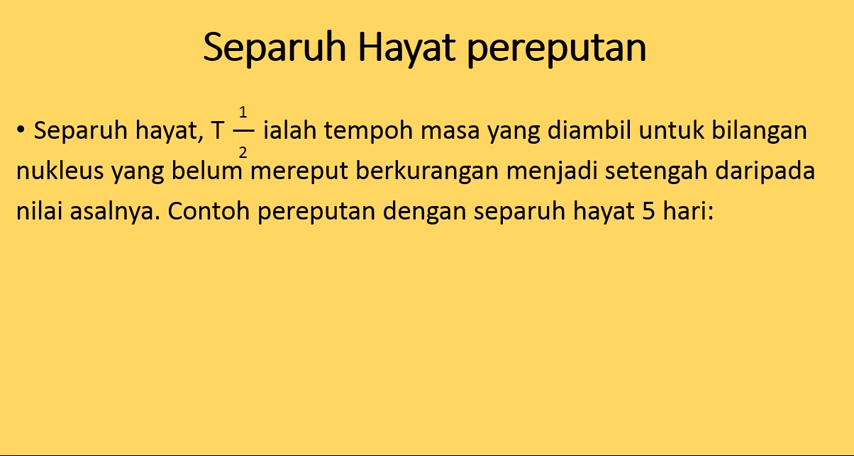 Separuh Hayat pereputan
• Separuh hayat, T 1/2 ialah tempoh masa yang diambil untuk bilangan
nukleus yang belum mereput berkurangan menjadi setengah daripada
nilai asalnya. Contoh pereputan dengan separuh hayat 5 hari: